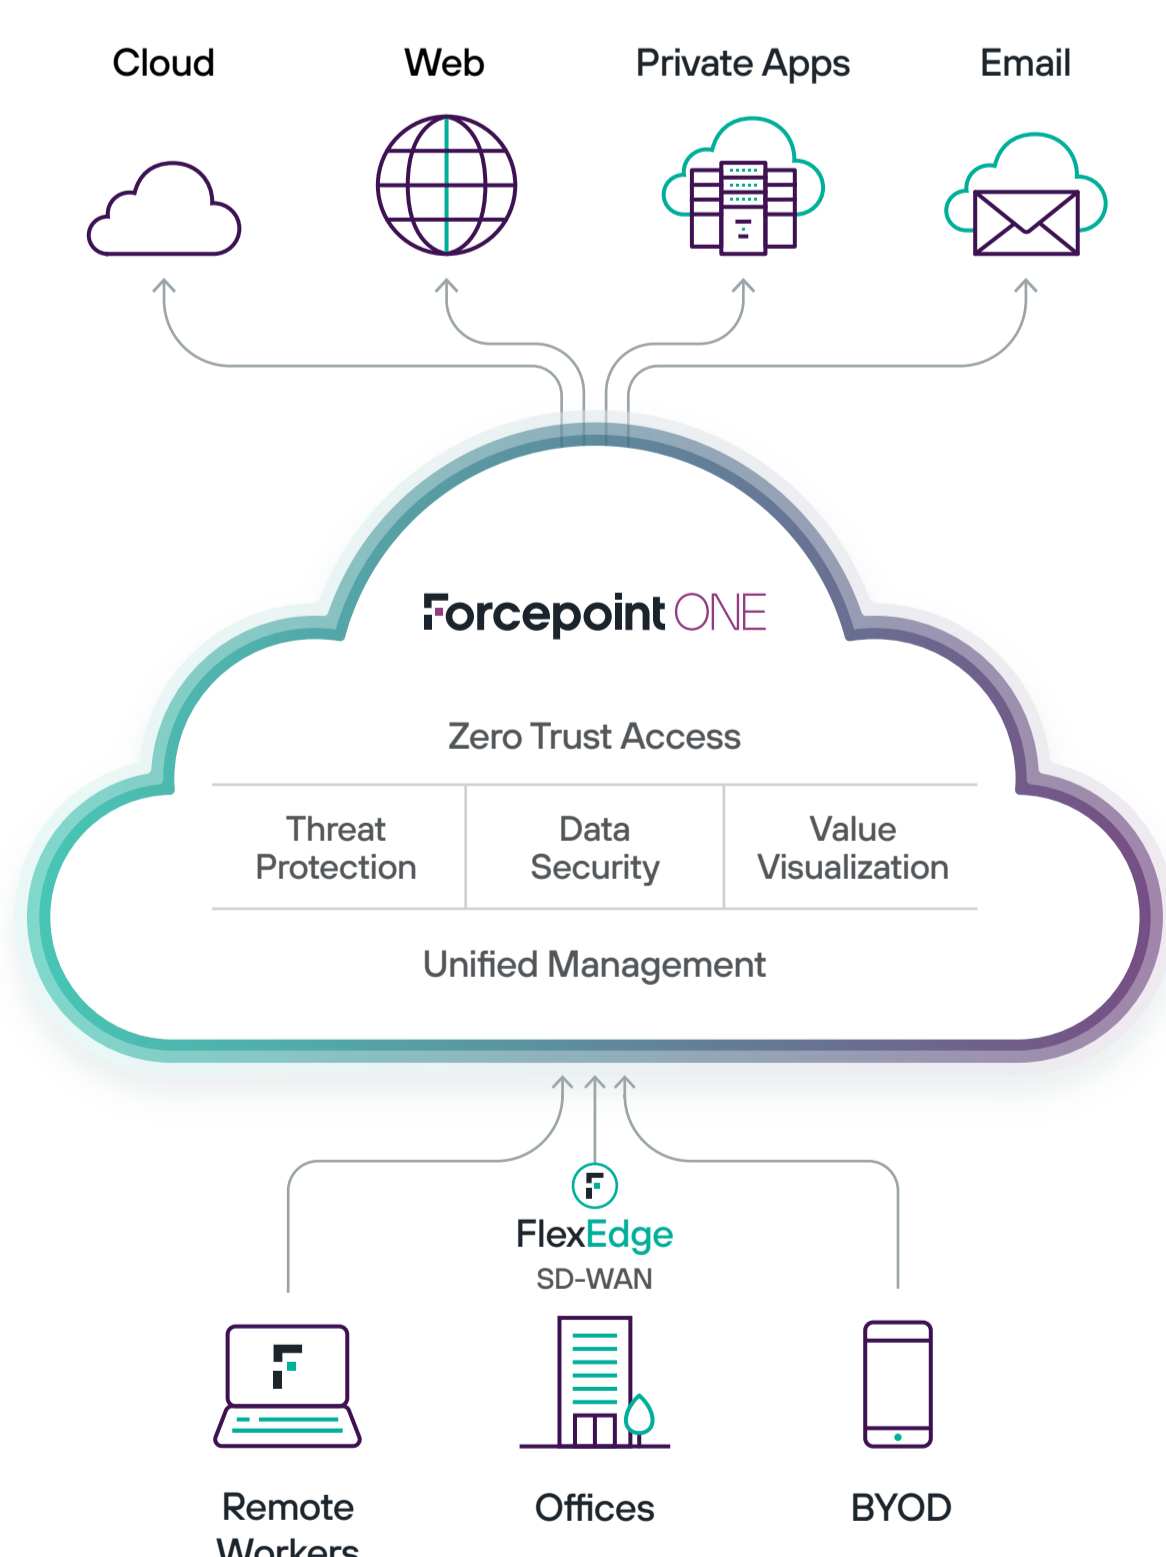 Cloud
Web
Private Apps
Email
Forcepoint ONE
Zero Trust Access
Threat
Protection
Data
Security
Value
Visualization
Unified Management
FlexEdge
SD-WAN
Remote
Workers
Offices
BYOD